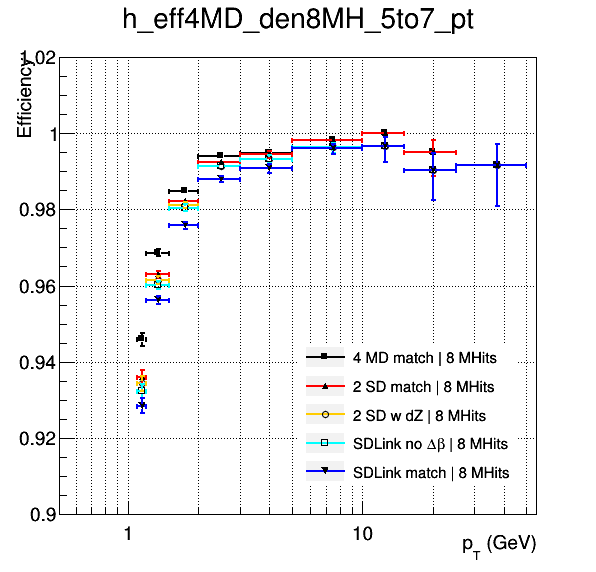 h_eff4MD_den8MH_5to7_pt
Efficiency
1.02
1
0.98
0.96
0.94
0.92
0.9
4 MD match | 8 MHits
2 SD match | 8 MHits
2 SD w dZ | 8 MHits
SDLink no Δβ | 8 MHits
SDLink match | 8 MHits
1
10
p_T (GeV)